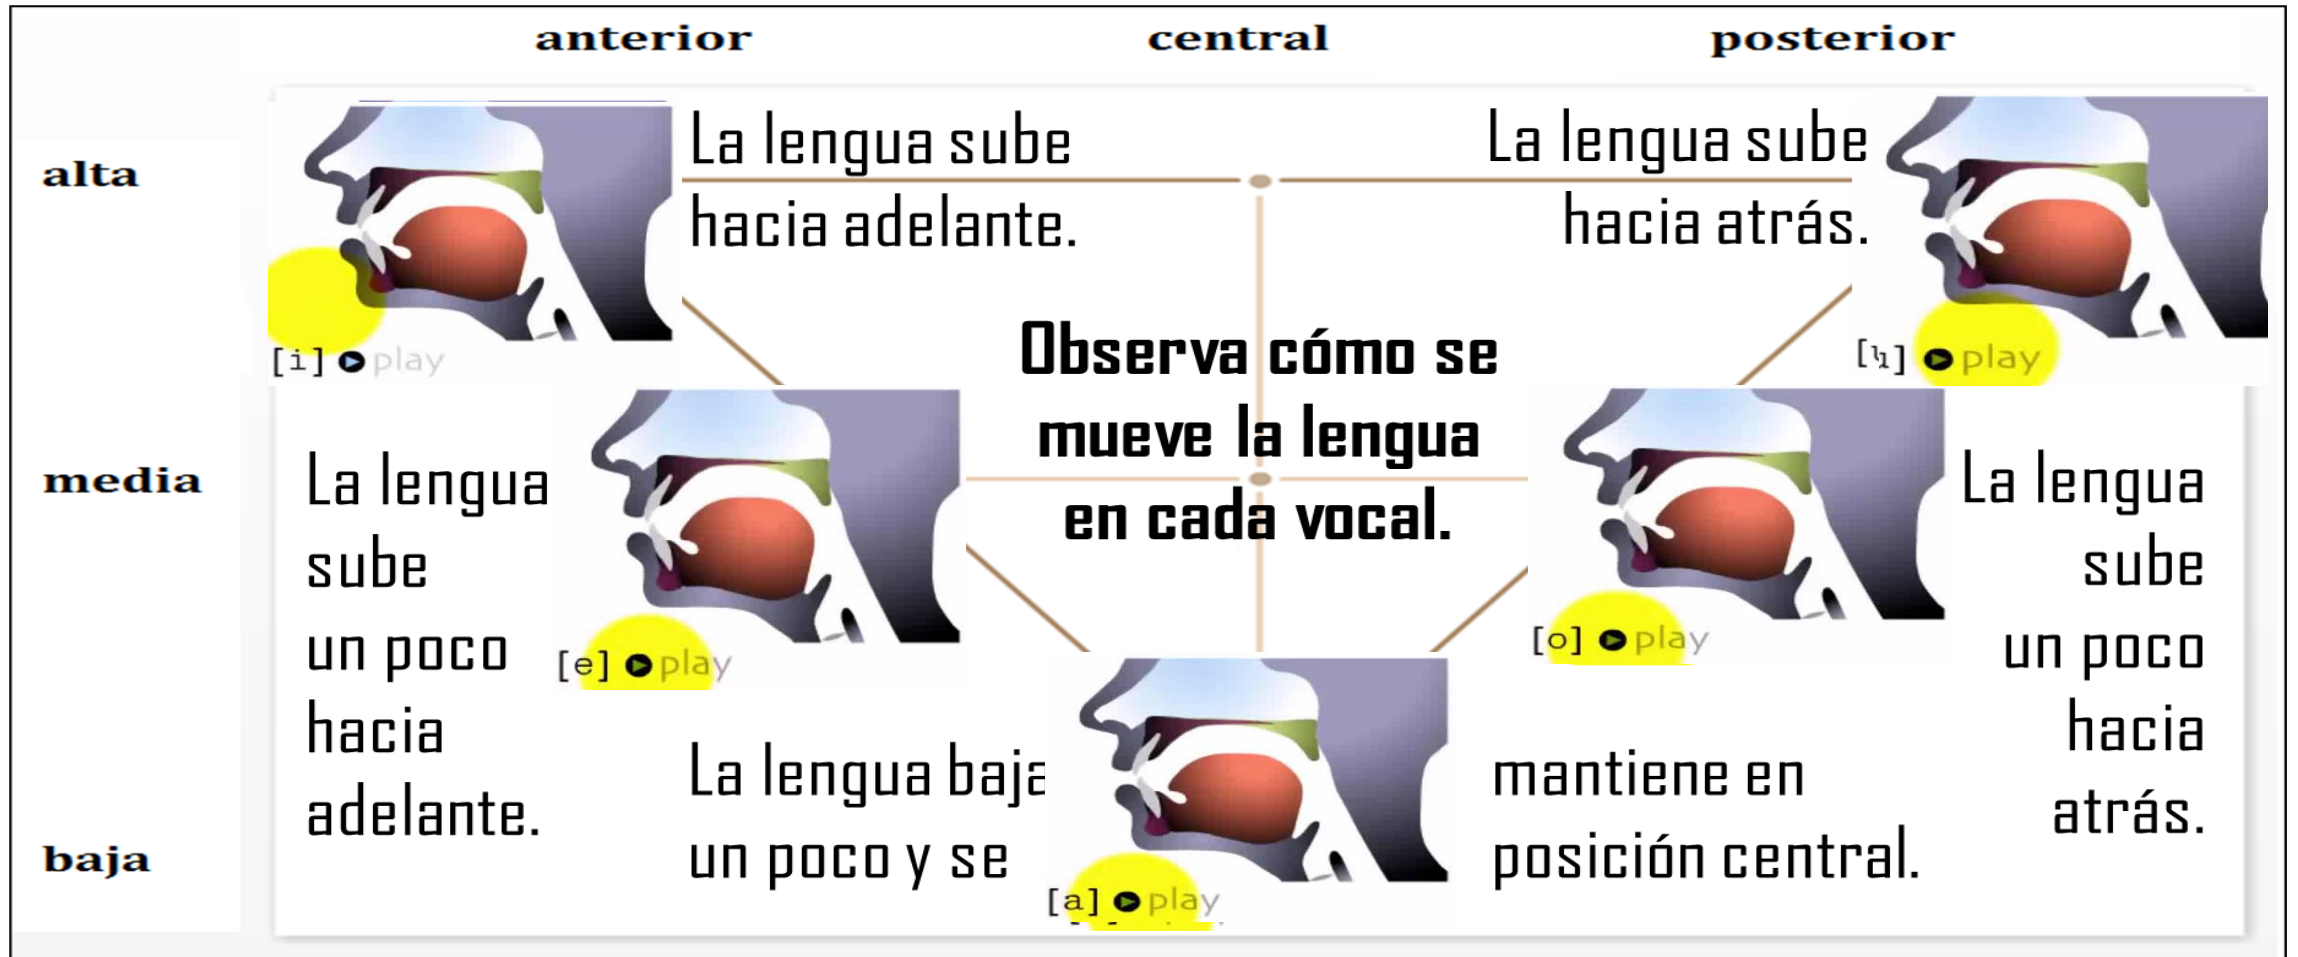 anterior central posterior
alta
La lengua sube
hacia adelante.
La lengua sube
hacia atrás.
[i] play
play
Observa cómo se
mueve la lengua
en cada vocal.
media
La lengua
sube
un poco
hacia
adelante.
[e] play
[o] play
La lengua
sube
un poco
hacia
atrás.
baja
La lengua baja
un poco y se
[a] play
mantiene en
posición central.